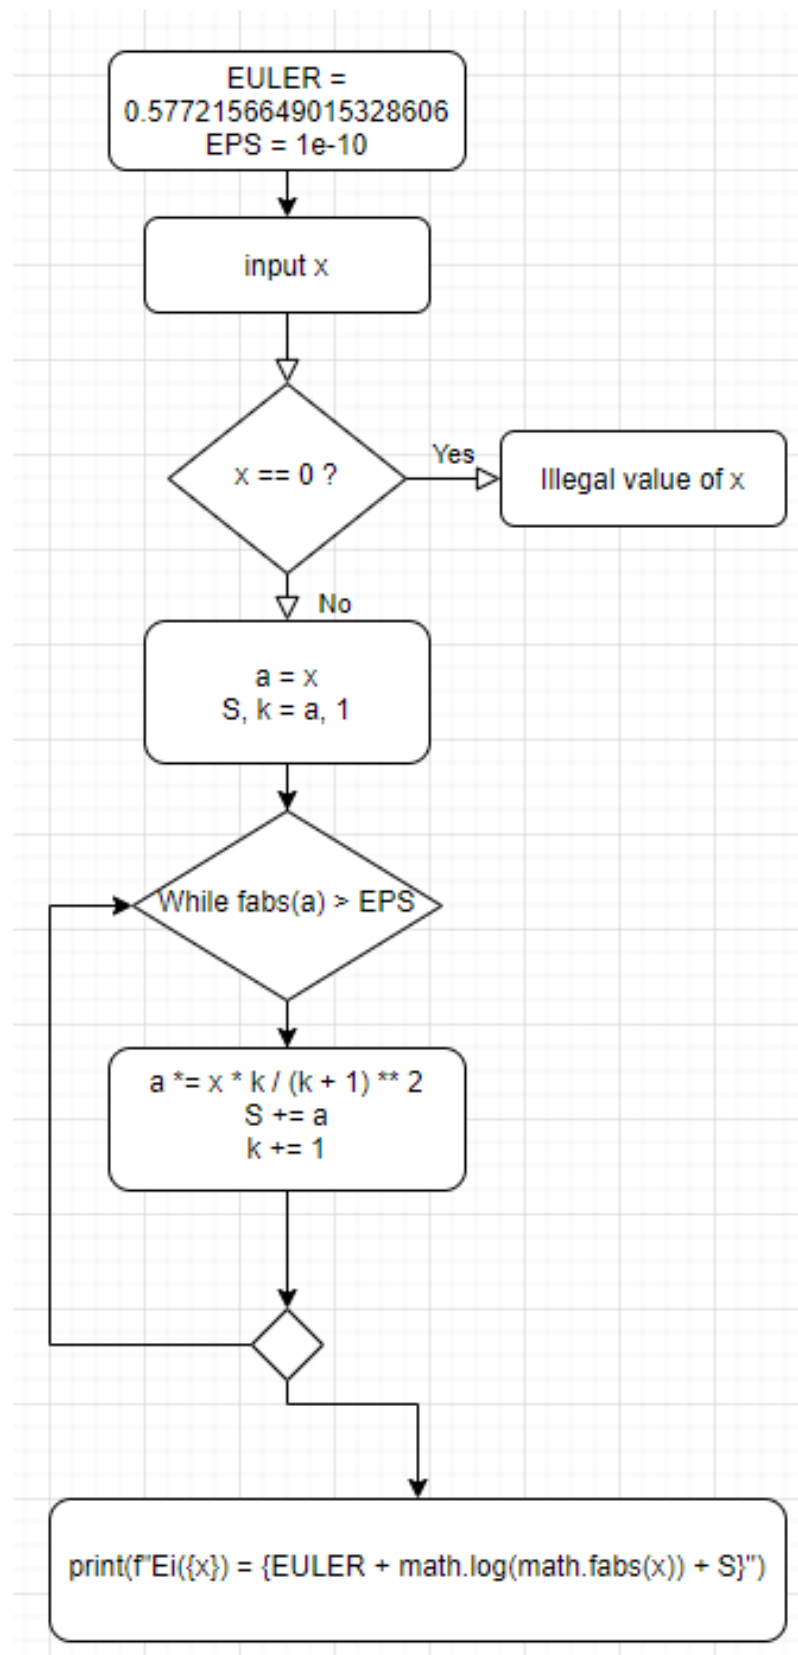 EULER =
0.5772156649015328606
EPS = 1e-10
input x
x == 0 ?
Yes
Illegal value of x
No
a = x
S, k = a, 1
While fabs(a) > EPS
a *= x * k / (k + 1) ** 2
S += a
k += 1
print(f"Ei({x}) = {EULER + math.log(math.fabs(x)) + S}")